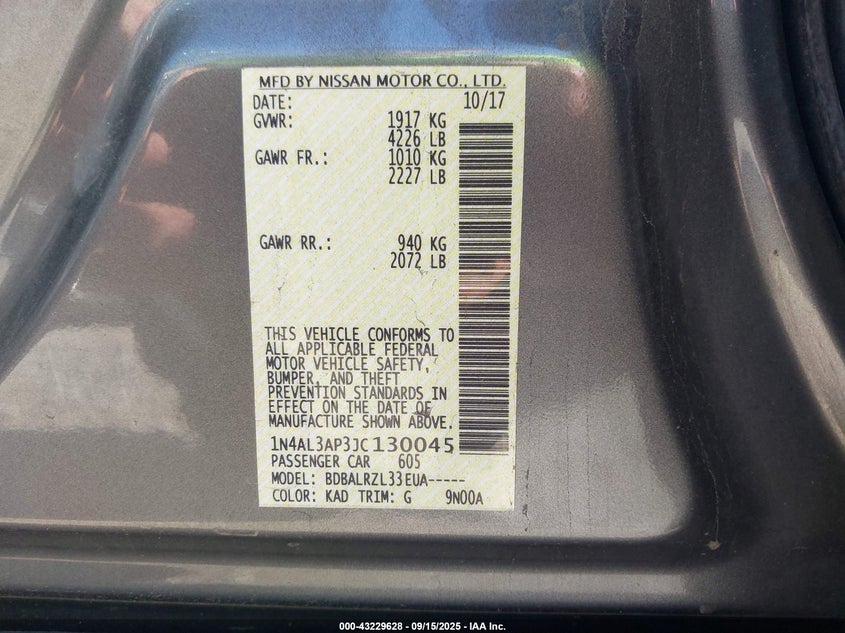 MFD BY NISSAN MOTOR CO., LTD.
DATE: 10/17
GVWR: 1917 KG
4226 LB
GAWR FR.: 1010 KG
2227 LB
GAWR RR.: 940 KG
2072 LB
THIS VEHICLE CONFORMS TO
ALL APPLICABLE FEDERAL
MOTOR VEHICLE SAFETY,
BUMPER, AND THEFT
PREVENTION STANDARDS IN
EFFECT ON THE DATE OF
MANUFACTURE SHOWN ABOVE.
1N4AL3AP3JC130045
PASSENGER CAR 605
MODEL: BDBALRZL33EUA-----
COLOR: KAD TRIM: G 9N00A
000-43229628 - 09/15/2025 - IAA Inc.